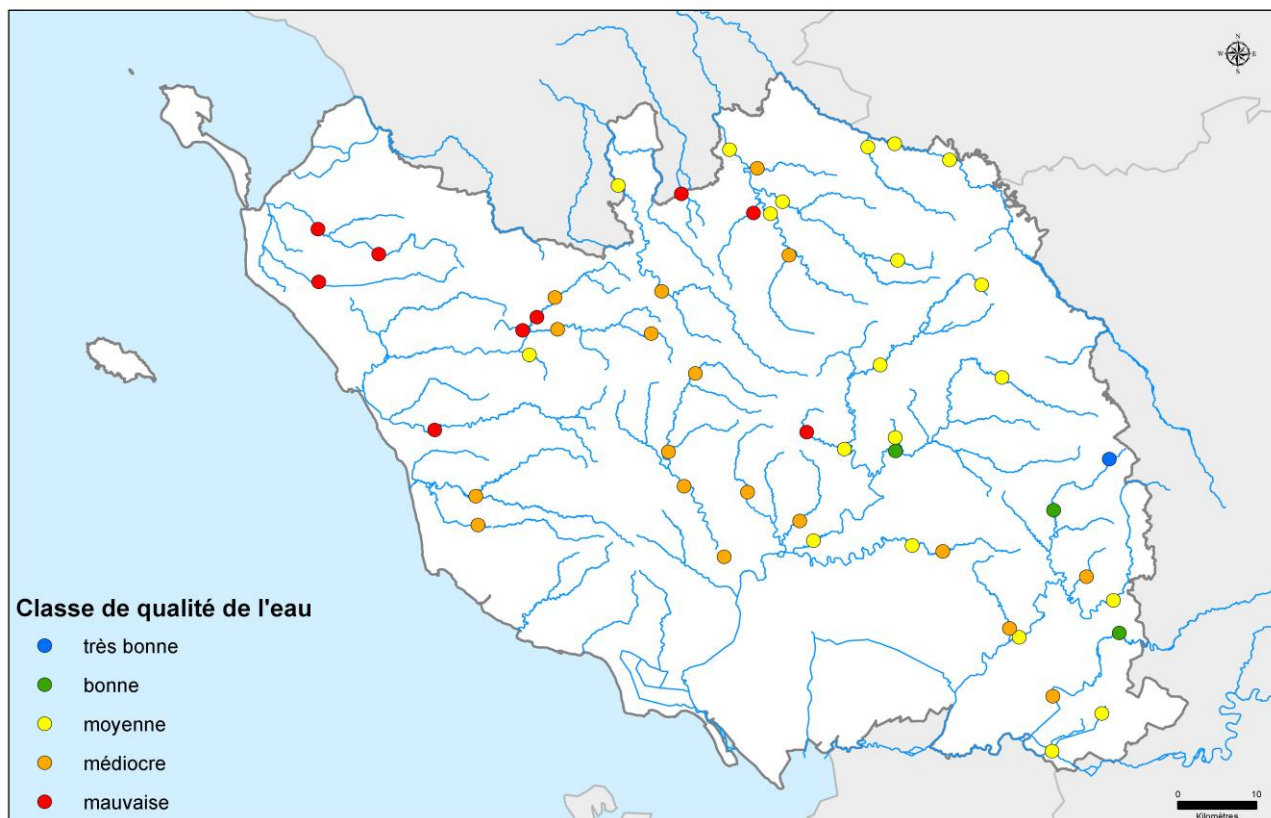 N
W E
S
Classe de qualité de l'eau
très bonne
bonne
moyenne
médiocre
mauvaise
0 10
Kilomètres